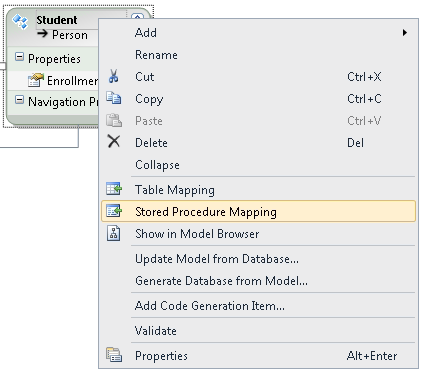 Student
Person
Properties
Navigation
Add
Rename
Cut Ctrl+X
Copy Ctrl+C
Paste Ctrl+V
Delete Del
Collapse
Table Mapping
Stored Procedure Mapping
Show in Model Browser
Update Model from Database...
Generate Database from Model...
Add Code Generation Item...
Validate
Properties Alt+Enter